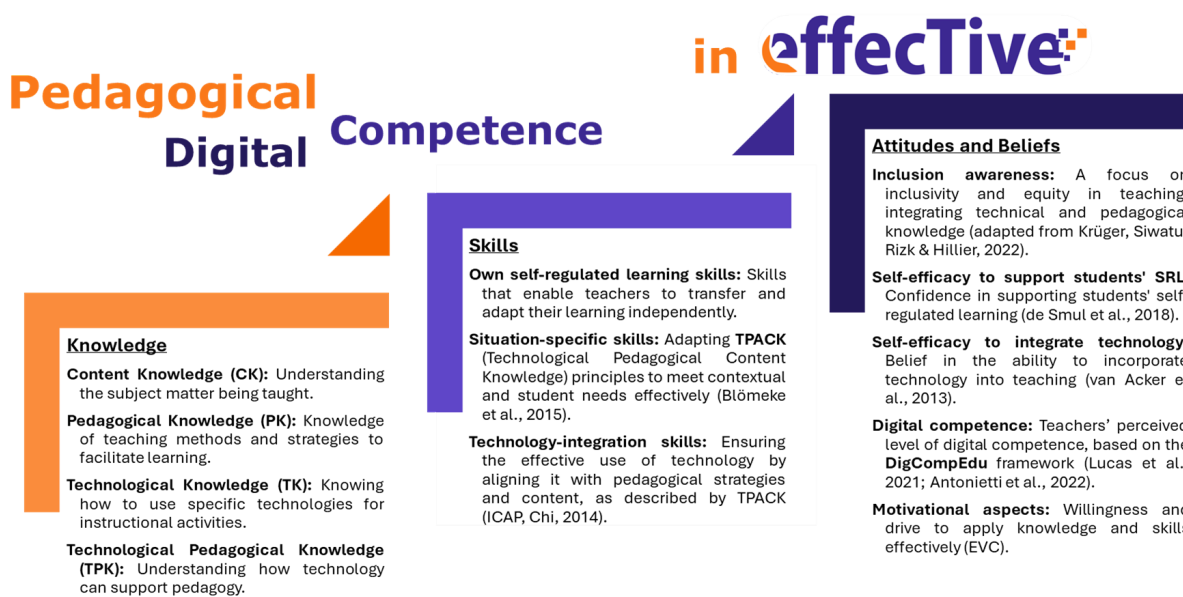 in effecTive
Pedagogical
Digital
Competence
Knowledge
Content Knowledge (CK): Understanding
the subject matter being taught.
Pedagogical Knowledge (PK): Knowledge
of teaching methods and strategies to
facilitate learning.
Technological Knowledge (TK): Knowing
how to use specific technologies for
instructional activities.
Technological Pedagogical Knowledge
(TPK): Understanding how technology
can support pedagogy.
Skills
Own self-regulated learning skills: Skills
that enable teachers to transfer and
adapt their learning independently.
Situation-specific skills: Adapting TPACK
(Technological Pedagogical Content
Knowledge) principles to meet contextual
and student needs effectively (Blömeke
et al., 2015).
Technology-integration skills: Ensuring
the effective use of technology by
aligning it with pedagogical strategies
and content, as described by TPACK
(ICAP, Chi, 2014).
Attitudes and Beliefs
Inclusion awareness: A focus on
inclusivity and equity in teaching
integrating technical and pedagogica
knowledge (adapted from Krüger, Siwatu
Rizk & Hillier, 2022).
Self-efficacy to support students' SRL
Confidence in supporting students' self
regulated learning (de Smul et al., 2018).
Self-efficacy to integrate technology
Belief in the ability to incorporate
technology into teaching (van Acker e
al., 2013).
Digital competence: Teachers’ perceived
level of digital competence, based on the
DigCompEdu framework (Lucas et al.
2021; Antonietti et al., 2022).
Motivational aspects: Willingness and
drive to apply knowledge and skill
effectively (EVC).